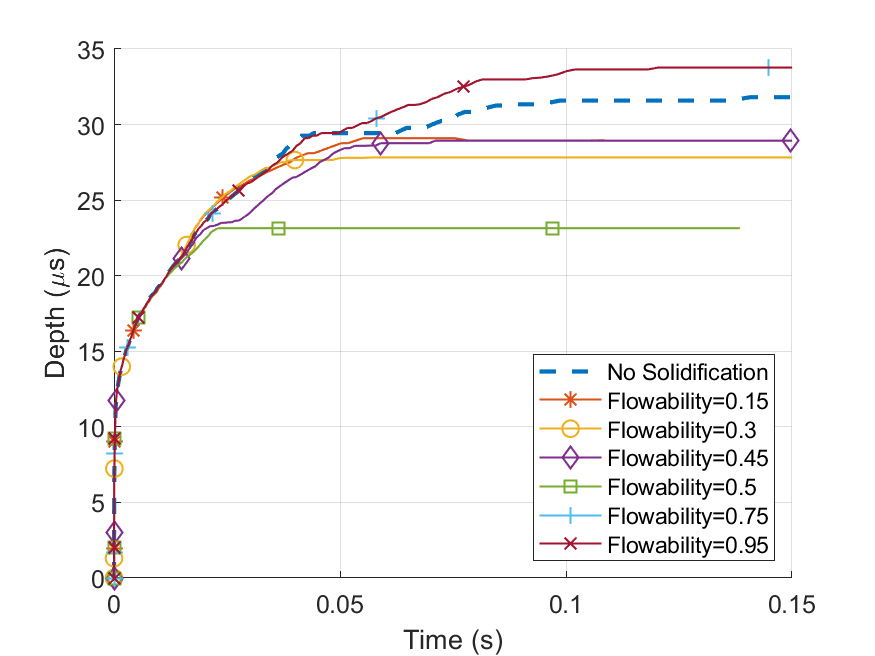 35
30
25
20
15
10
5
0
Depth (μs)
0
0.05
0.1
0.15
Time (s)
No Solidification
Flowability=0.15
Flowability=0.3
Flowability=0.45
Flowability=0.5
Flowability=0.75
Flowability=0.95